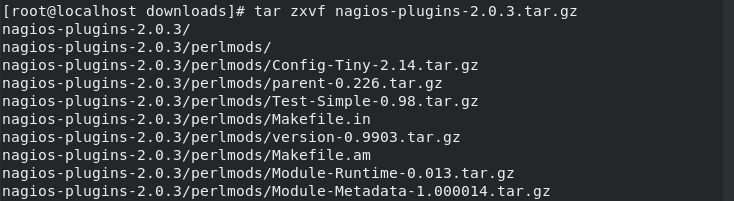 [root@localhost downloads]# tar zxvf nagios-plugins-2.0.3.tar.gz
nagios-plugins-2.0.3/
nagios-plugins-2.0.3/perlmods/
nagios-plugins-2.0.3/perlmods/Config-Tiny-2.14.tar.gz
nagios-plugins-2.0.3/perlmods/parent-0.226.tar.gz
nagios-plugins-2.0.3/perlmods/Test-Simple-0.98.tar.gz
nagios-plugins-2.0.3/perlmods/Makefile.in
nagios-plugins-2.0.3/perlmods/version-0.9903.tar.gz
nagios-plugins-2.0.3/perlmods/Makefile.am
nagios-plugins-2.0.3/perlmods/Module-Runtime-0.013.tar.gz
nagios-plugins-2.0.3/perlmods/Module-Metadata-1.000014.tar.gz